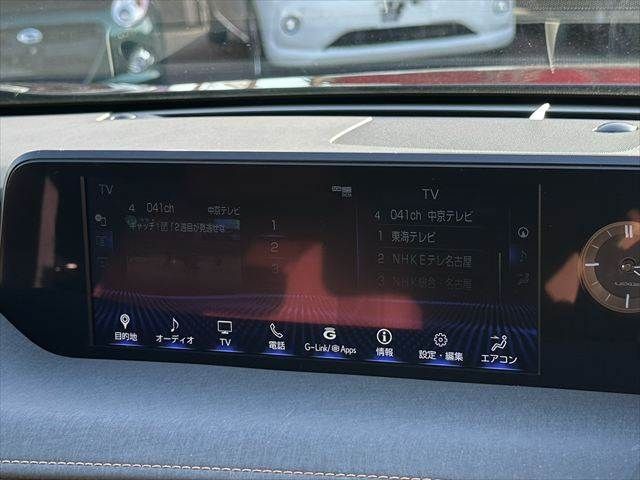 TV
4 041ch 中京テレビ
1
2
3
TV
4 041ch 中京テレビ
1 東海テレビ
2 NHKEテレ名古屋
3 NHK総合・名古屋
目的地
オーディオ
TV
電話
G-Link/Apps
情報
設定・編集
エアコン